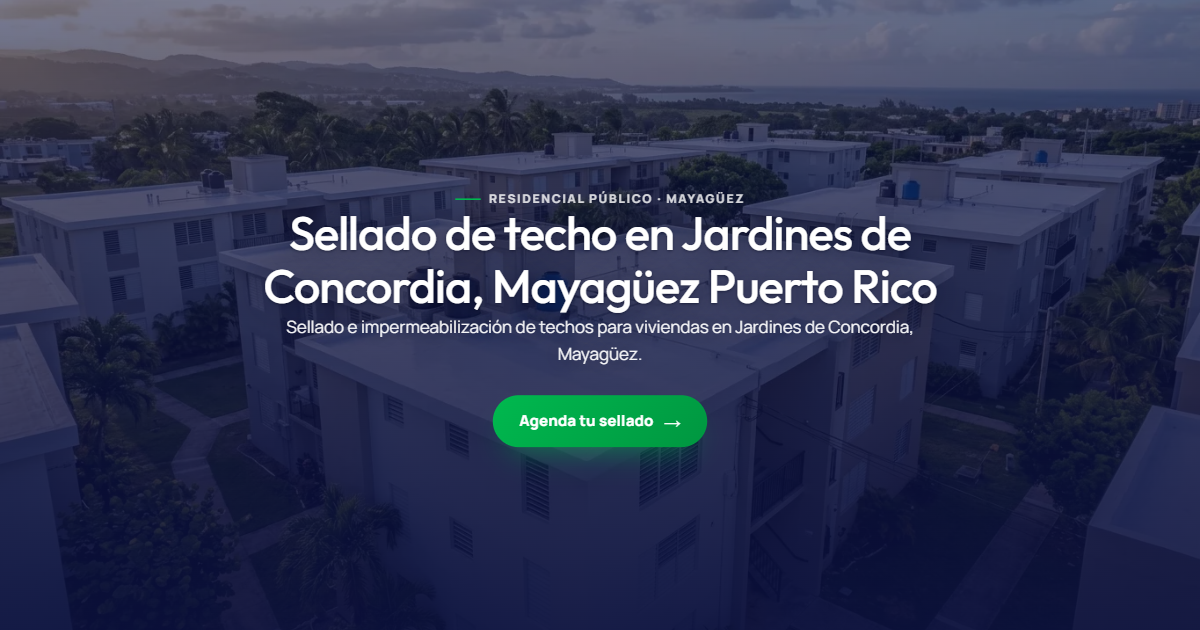 RESIDENCIAL PÚBLICO · MAYAGÜEZ
Sellado de techo en Jardines de
Concordia, Mayagüez Puerto Rico
Sellado e impermeabilización de techos para viviendas en Jardines de Concordia,
Mayagüez.
Agenda tu sellado →